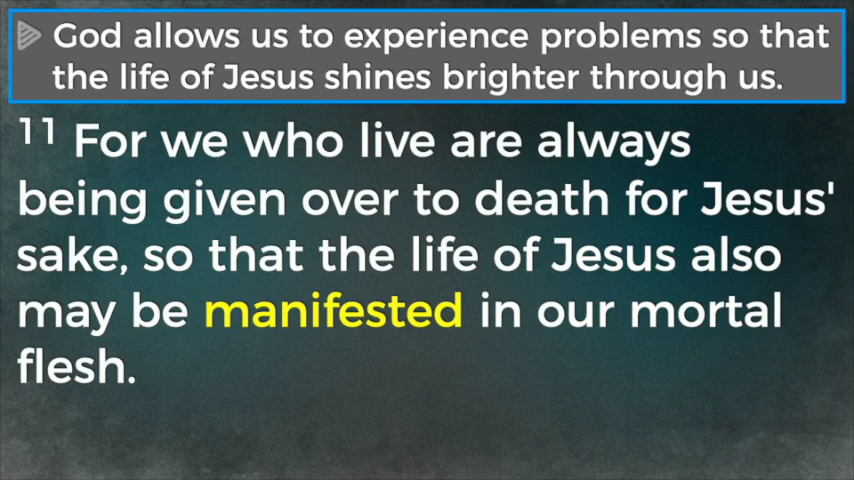 God allows us to experience problems so that
the life of Jesus shines brighter through us.
11 For we who live are always
being given over to death for Jesus'
sake, so that the life of Jesus also
may be manifested in our mortal
flesh.